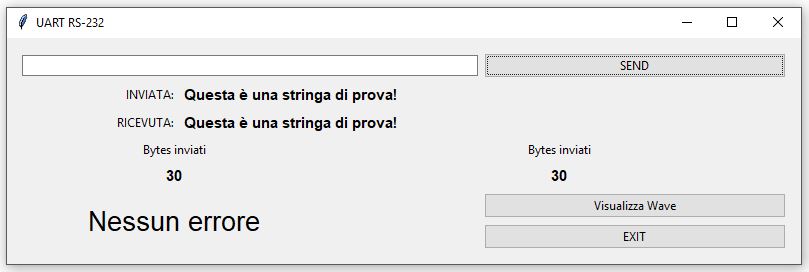 UART RS-232
SEND
INVIATA: Questa è una stringa di prova!
RICEVUTA: Questa è una stringa di prova!
Bytes inviati Bytes inviati
30 30
Visualizza Wave
Nessun errore
EXIT